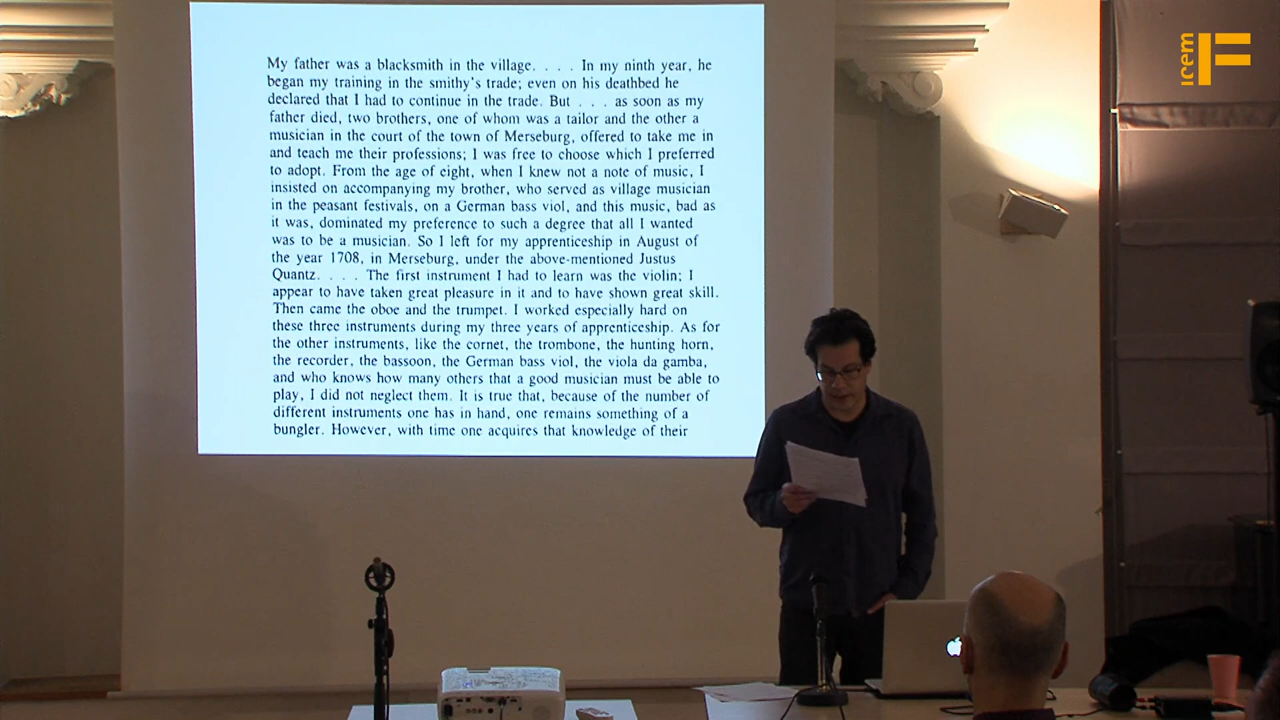 My father was a blacksmith in the village. . . . In my ninth year, he
began my training in the smithy's trade; even on his deathbed he
declared that I had to continue in the trade. But . . . as soon as my
father died, two brothers, one of whom was a tailor and the other a
musician in the court of the town of Merseburg, offered to take me in
and teach me their professions; I was free to choose which I preferred
to adopt. From the age of eight, when I knew not a note of music, I
insisted on accompanying my brother, who served as village musician
in the peasant festivals, on a German bass viol, and this music, bad as
it was, dominated my preference to such a degree that all I wanted
was to be a musician. So I left for my apprenticeship in August of
the year 1708, in Merseburg, under the above-mentioned Justus
Quantz. . . . The first instrument I had to learn was the violin; I
appear to have taken great pleasure in it and to have shown great skill.
Then came the oboe and the trumpet. I worked especially hard on
these three instruments during my three years of apprenticeship. As for
the other instruments, like the cornet, the trombone, the hunting horn,
the recorder, the bassoon, the German bass viol, the viola da gamba,
and who knows how many others that a good musician must be able to
play, I did not neglect them. It is true that, because of the number of
different instruments one has in hand, one remains something of a
bungler. However, with time one acquires that knowledge of their
icem F